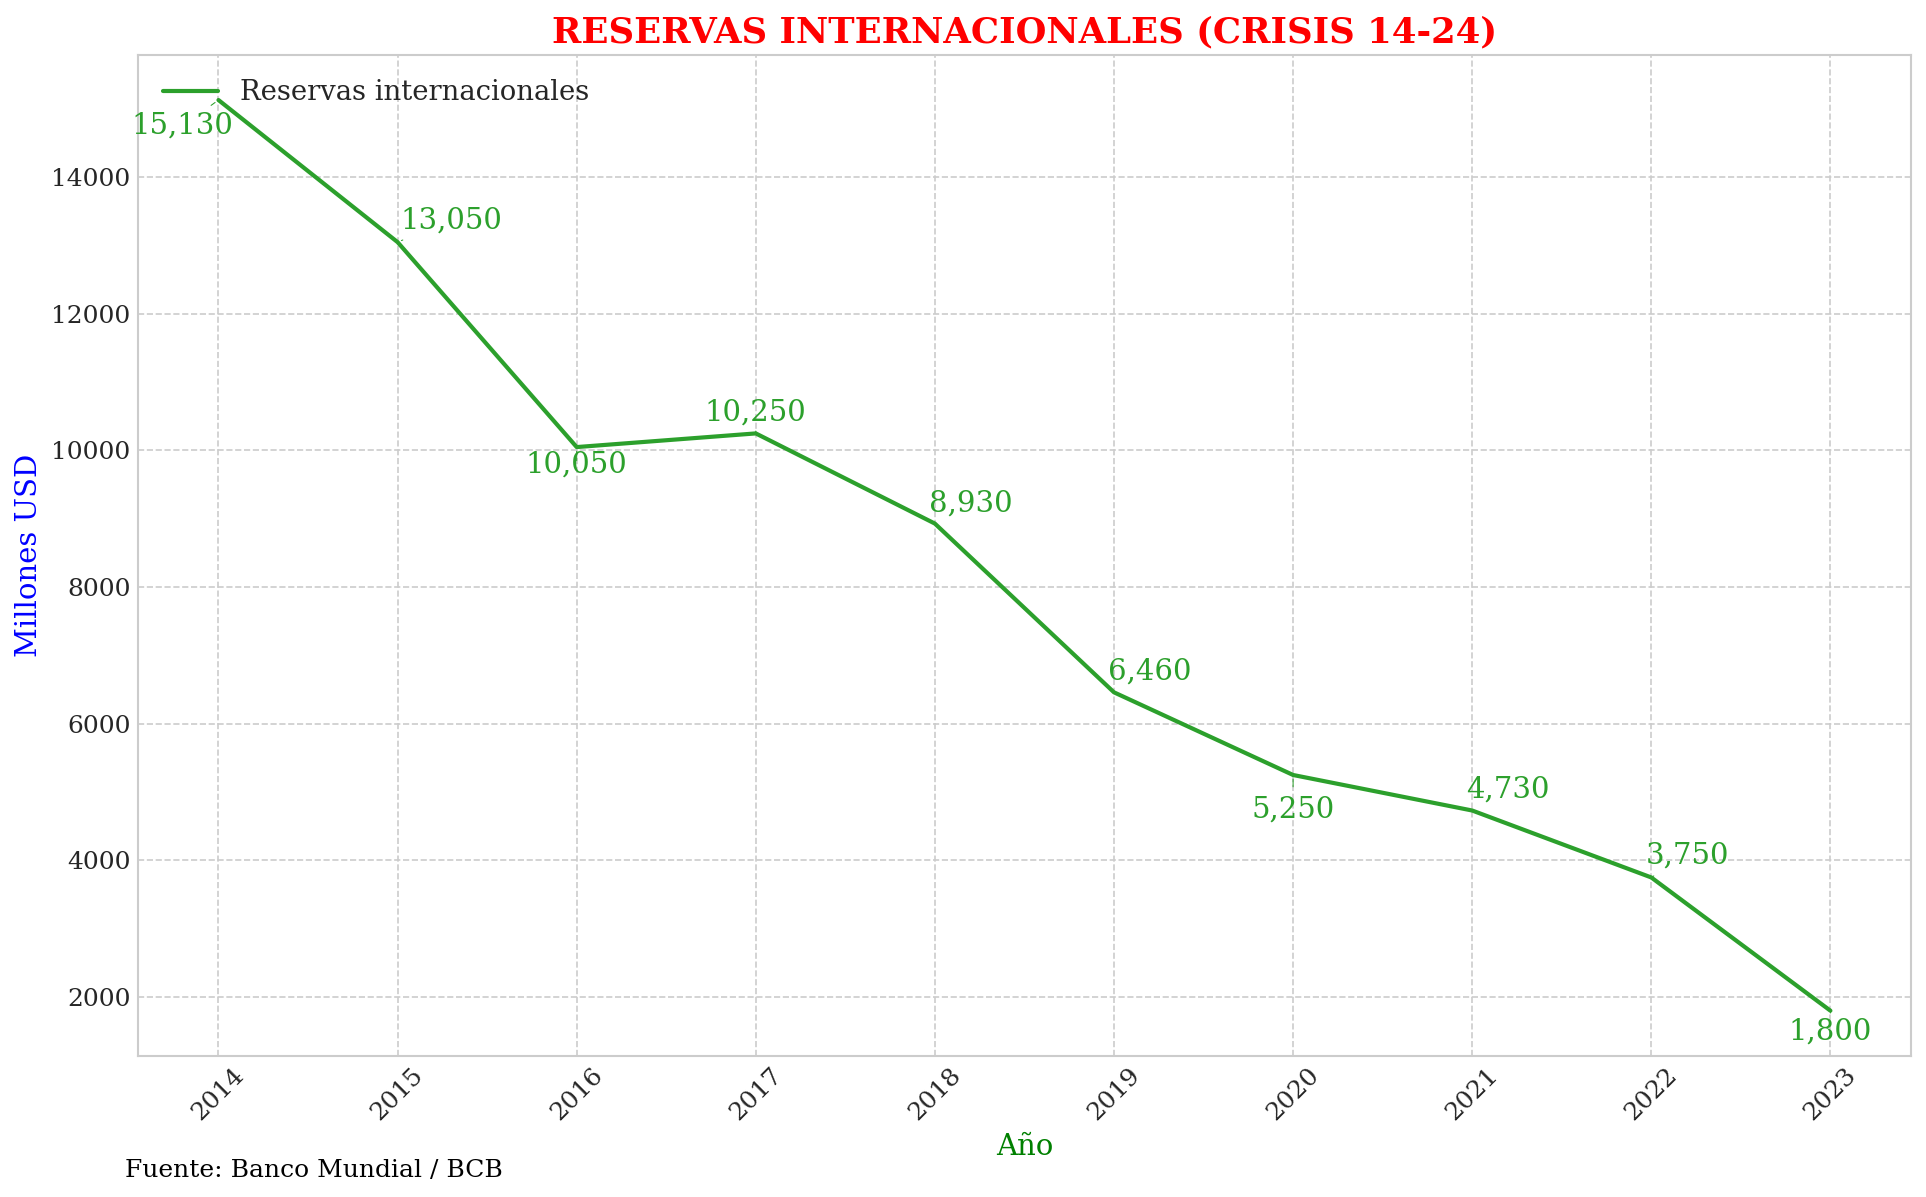 RESERVAS INTERNACIONALES (CRISIS 14-24)
Reservas internacionales
15,130
14000
13,050
12000
10,250
10000
10,050
8,930
8000
6,460
6000
5,250
4,730
4000
3,750
2000
1,800
Millones USD
2014 2015 2016 2017 2018 2019 2020 2021 2022 2023
Año
Fuente: Banco Mundial / BCB